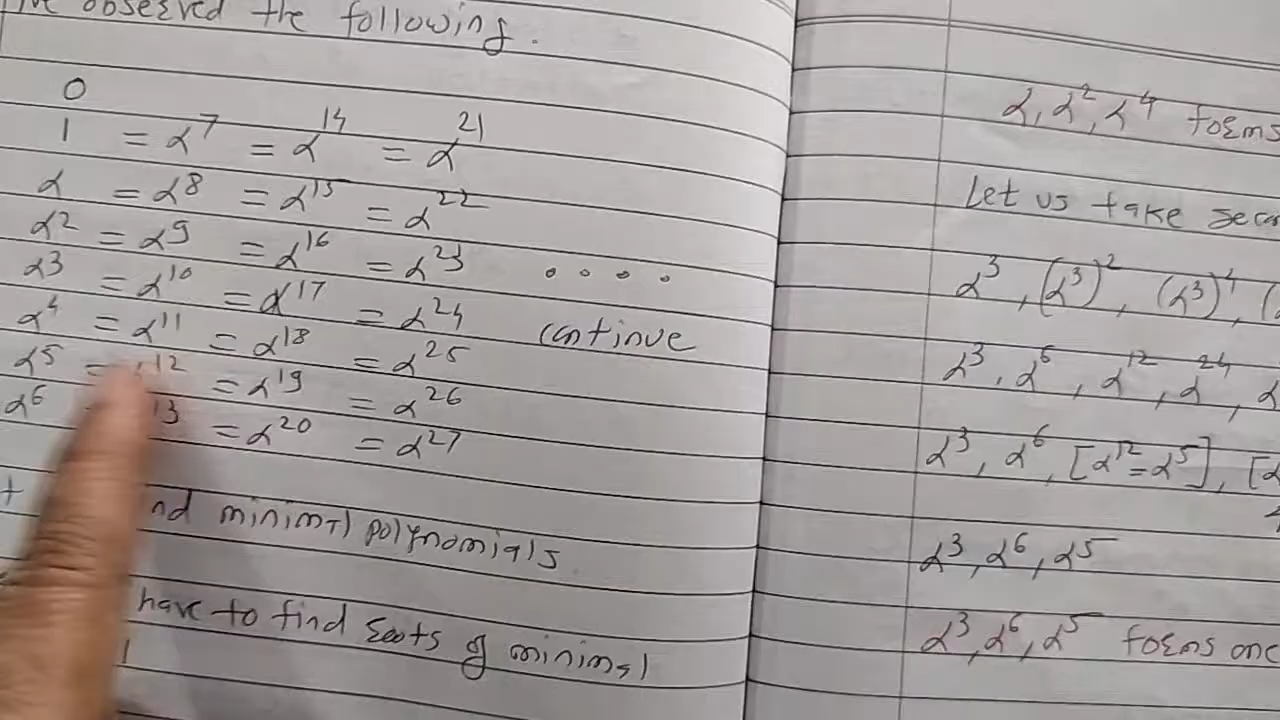 observed the following.
0
1 = α^7 = α^14 = α^21
α = α^8 = α^15 = α^22
α^2 = α^9 = α^16 = α^23 . . . .
α^3 = α^10 = α^17 = α^24 continue
α^4 = α^11 = α^18 = α^25
α^5 = α^12 = α^19 = α^26
α^6 13 = α^20 = α^27
minimal polynomials
have to find roots of minimal
α, α^2, α^4 forms
Let us take
α^3, (α^3)^2, (α^3)^4, (
α^3, α^6, α^12, α^24, α
α^3, α^6, [α^12 = α^5], [α
α^3, α^6, α^5
α^3, α^6, α^5 forms one